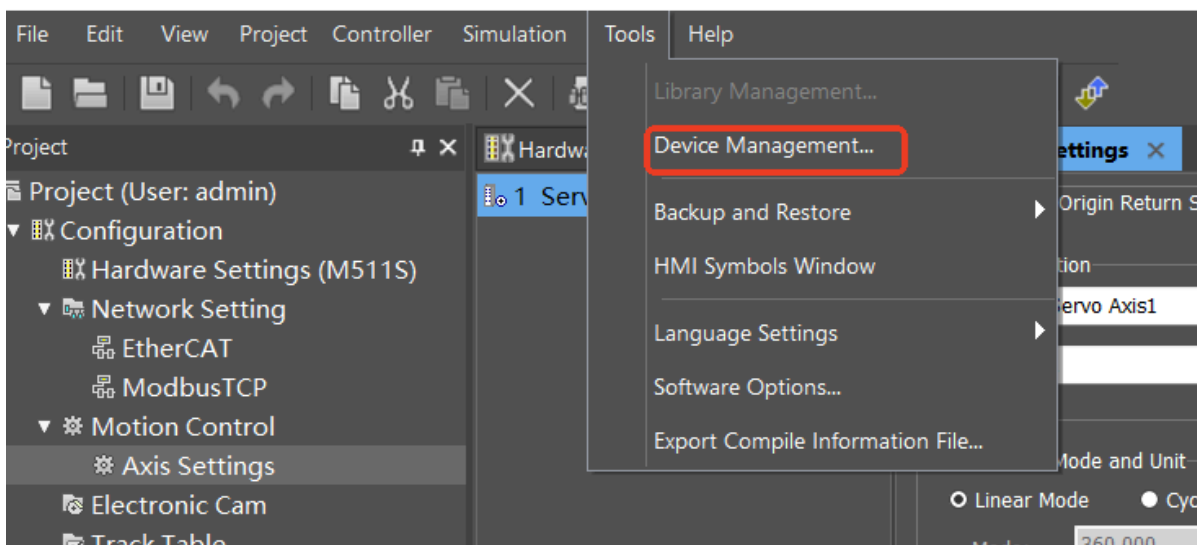 File Edit View Project Controller Simulation Tools Help
Library Management...
Project
Hardwa
Device Management...
ettings
Project (User: admin)
1 Serv
Backup and Restore
Origin Return S
Configuration
Hardware Settings (M511S)
HMI Symbols Window
tion
Network Setting
ervo Axis1
EtherCAT
Language Settings
ModbusTCP
Software Options...
Motion Control
Export Compile Information File...
Axis Settings
Mode and Unit
Electronic Cam
Linear Mode Cyc
Track Table
360.000